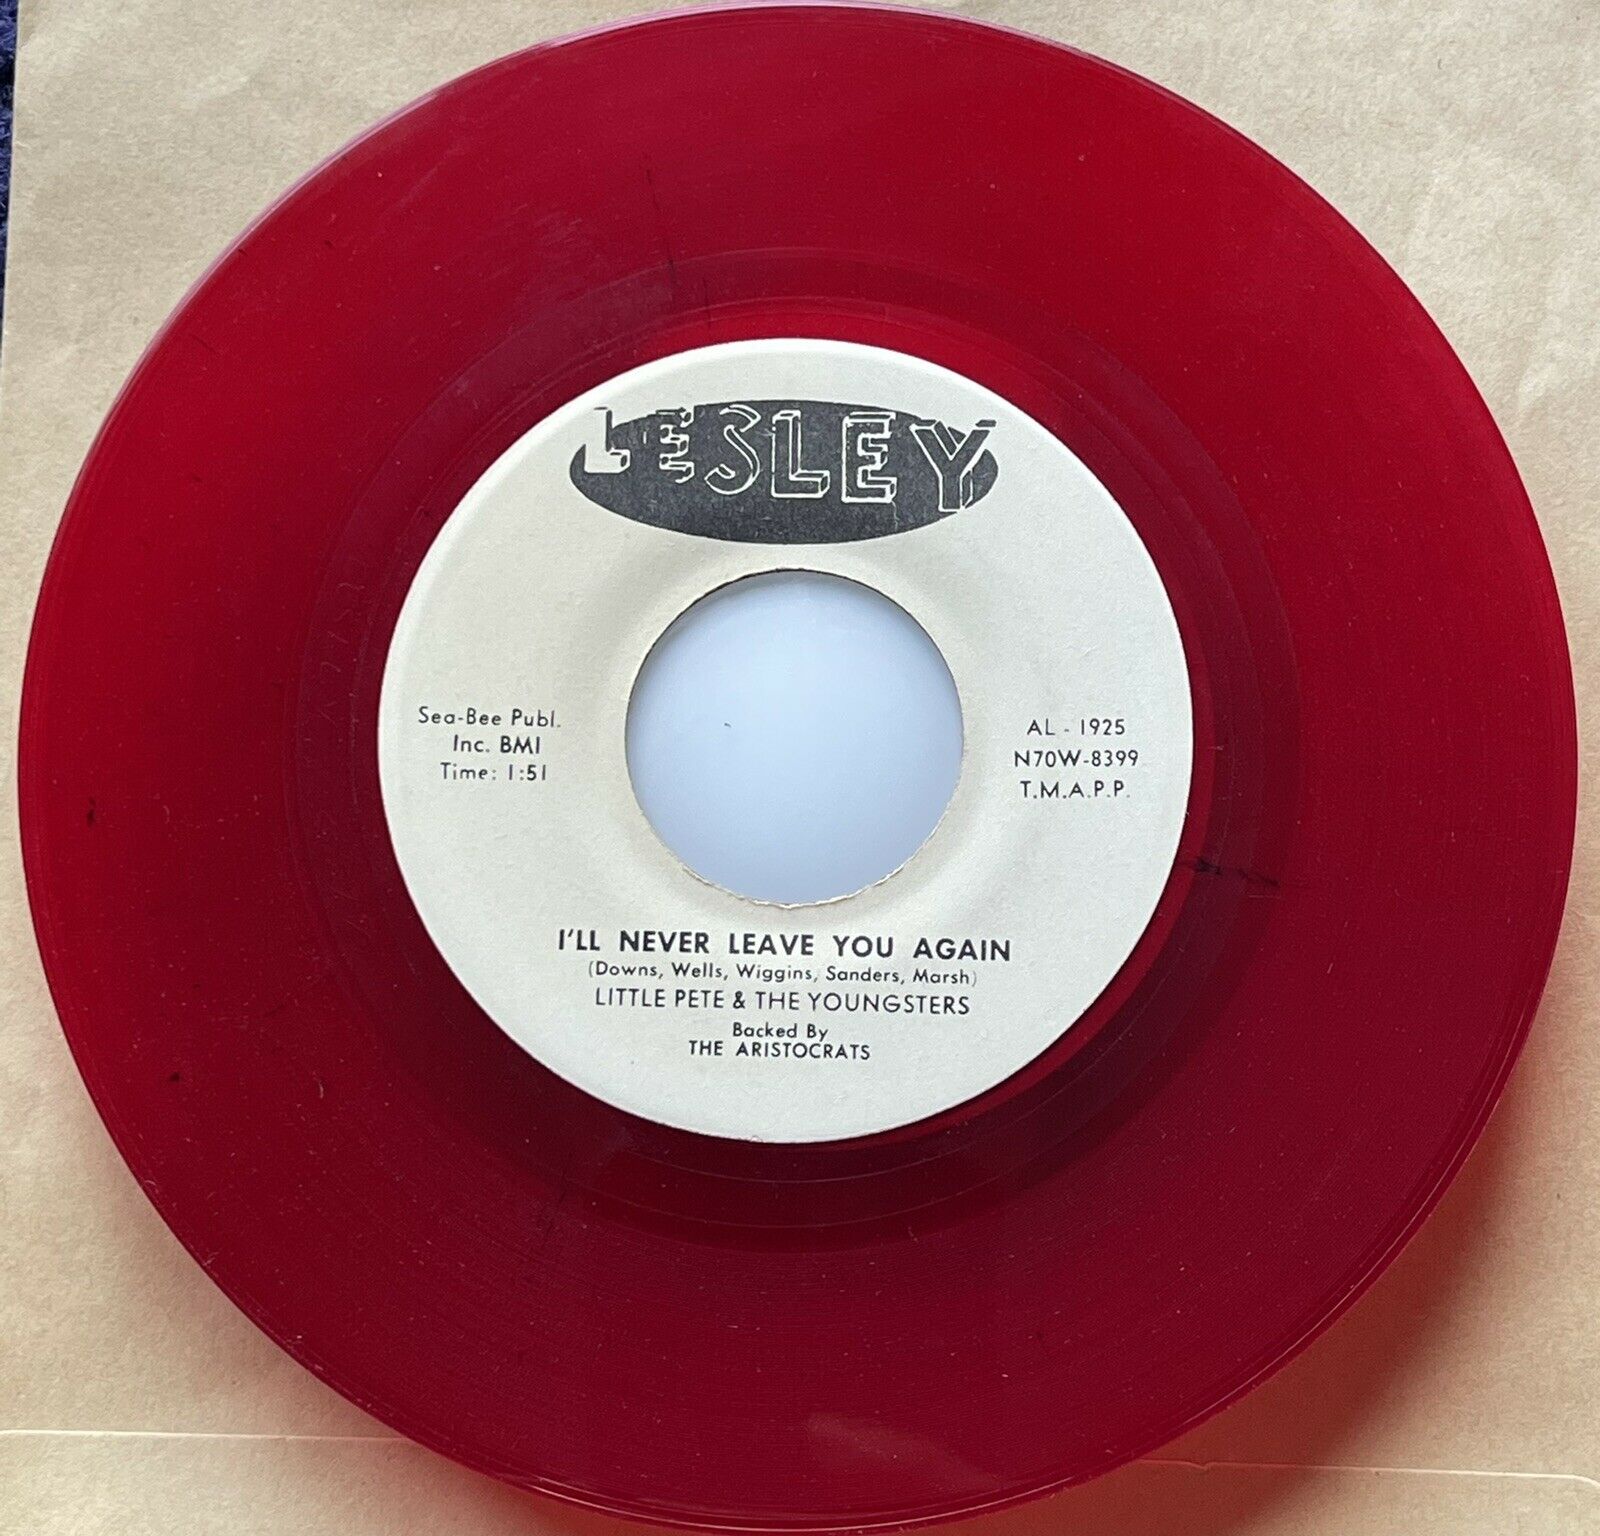 LESLEY
Sea-Bee Publ.
Inc. BMI
Time: 1:51
AL - 1925
N70W-8399
T.M.A.P.P.
I'LL NEVER LEAVE YOU AGAIN
(Downs, Wells, Wiggins, Sanders, Marsh)
LITTLE PETE & THE YOUNGSTERS
Backed By
THE ARISTOCRATS